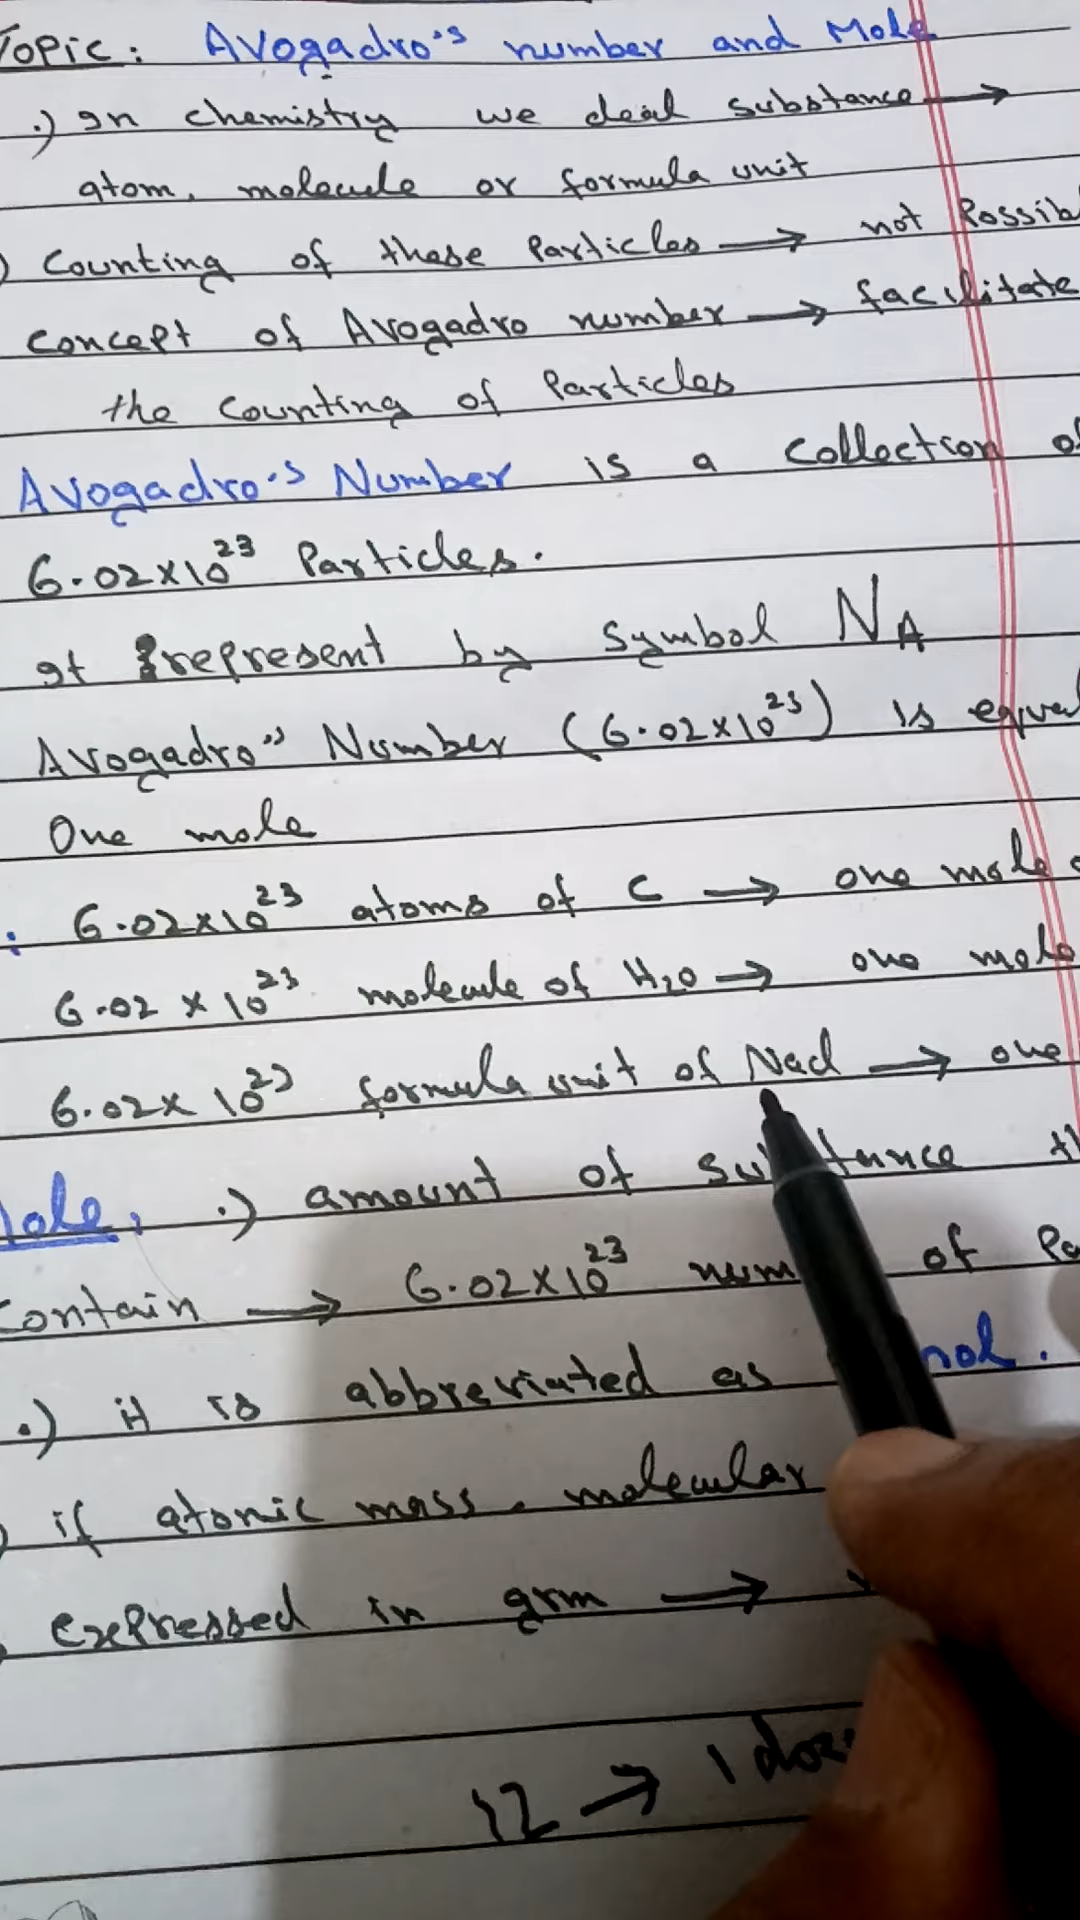 Topic: Avogadro's number and Mole
.) In chemistry we deal substance →
atom, molecule or formula unit
) Counting of these Particles → not Possib
concept of Avogadro number → facilitate
the counting of Particles
Avogadro's Number is a collection of
6.02×10²³ Particles.
It represent by symbol NA
Avogadro's Number (6.02×10²³) is equal
One mole
: 6.02×10²³ atoms of C → one mole
6.02 × 10²³ molecule of H₂O → one mole
6.02 × 10²³ formula unit of Nacl → one
Mole, .) amount of substance th
Contain → 6.02×10²³ num of Pa
.) it is abbreviated as mol.
) if atomic mass, molecular
expressed in grm →
12 → 1 doz